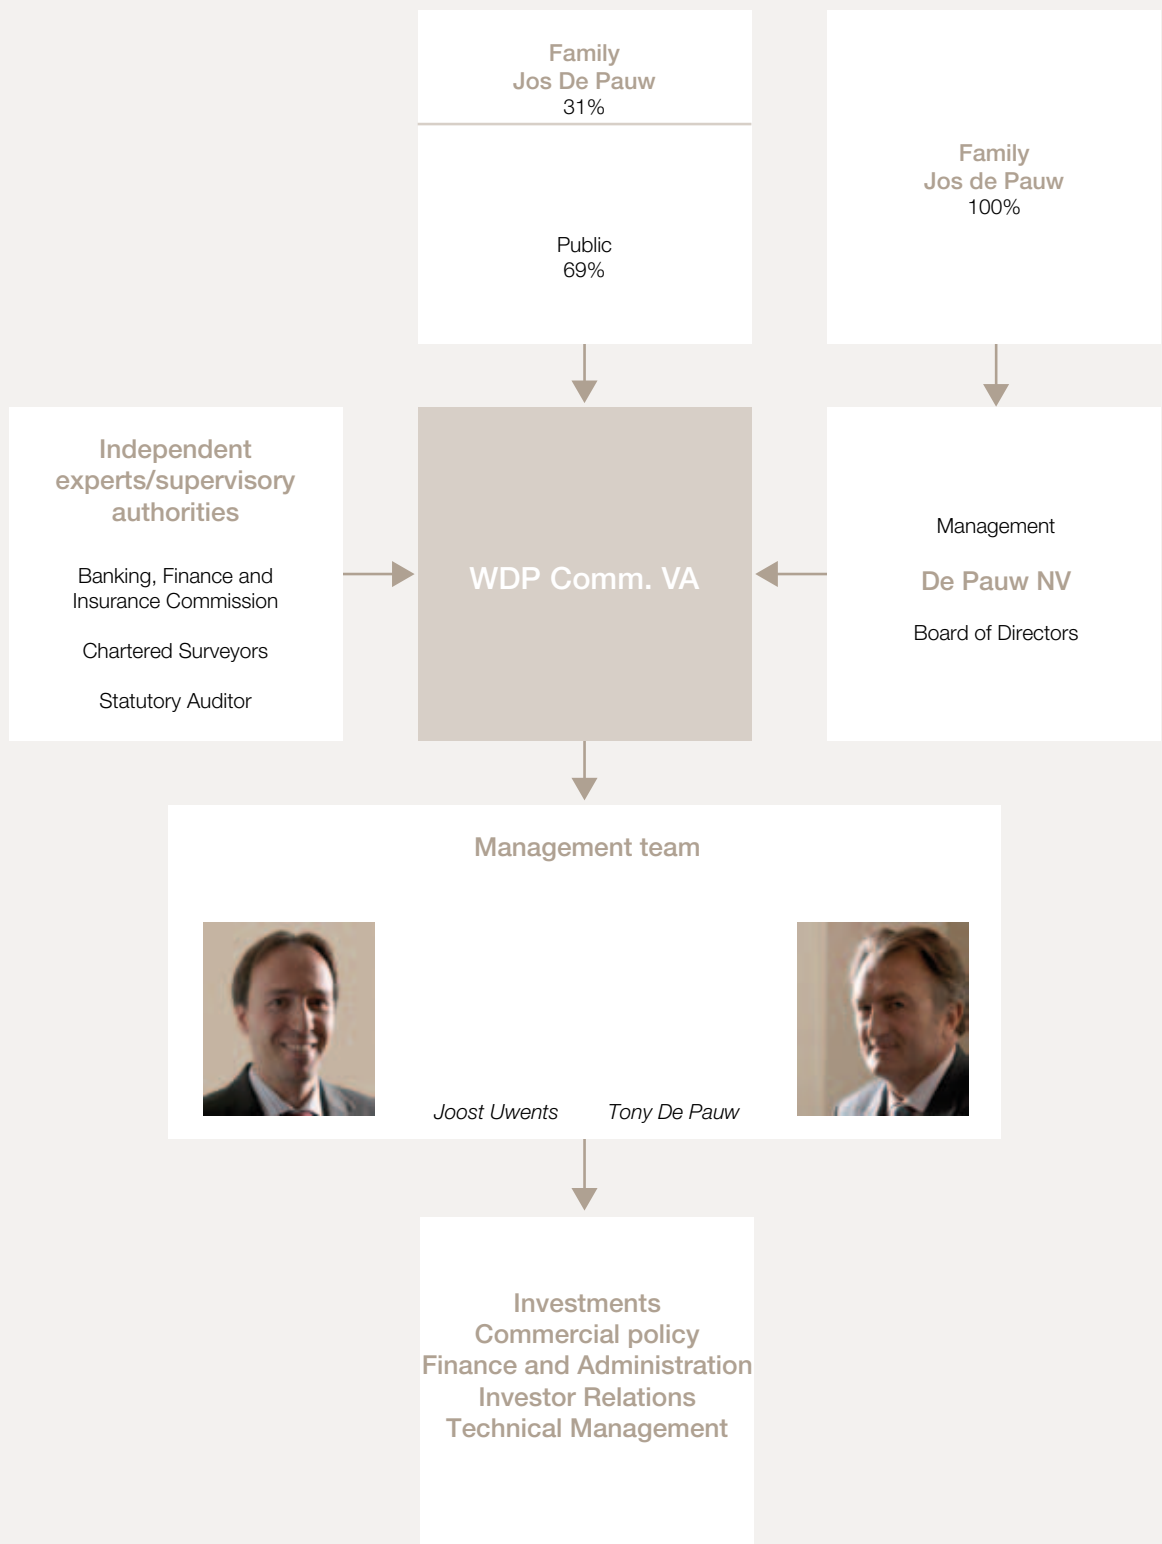 Family
Jos De Pauw
31%
Public
69%
Family
Jos de Pauw
100%
Independent
experts/supervisory
authorities
Banking, Finance and
Insurance Commission
Chartered Surveyors
Statutory Auditor
WDP Comm. VA
Management
De Pauw NV
Board of Directors
Management team
Joost Uwents
Tony De Pauw
Investments
Commercial policy
Finance and Administration
Investor Relations
Technical Management